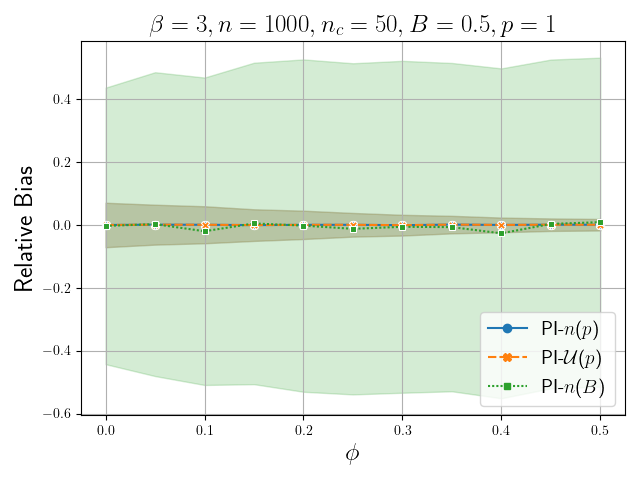 β = 3, n = 1000, n_c = 50, B = 0.5, p = 1
Relative Bias
0.4
0.2
0.0
−0.2
−0.4
−0.6
PI-n(p)
PI-𝒰(p)
PI-n(B)
0.0 0.1 0.2 0.3 0.4 0.5
ϕ